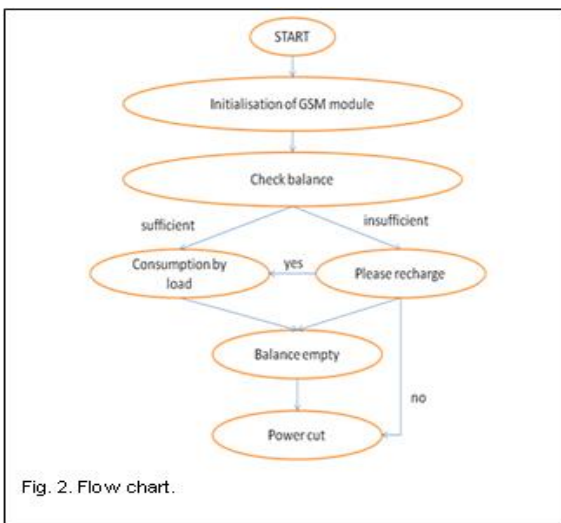 START
Initialisation of GSM module
Check balance
sufficient
insufficient
Consumption by
load
yes
Please recharge
Balance empty
no
Power cut
Fig. 2. Flow chart.